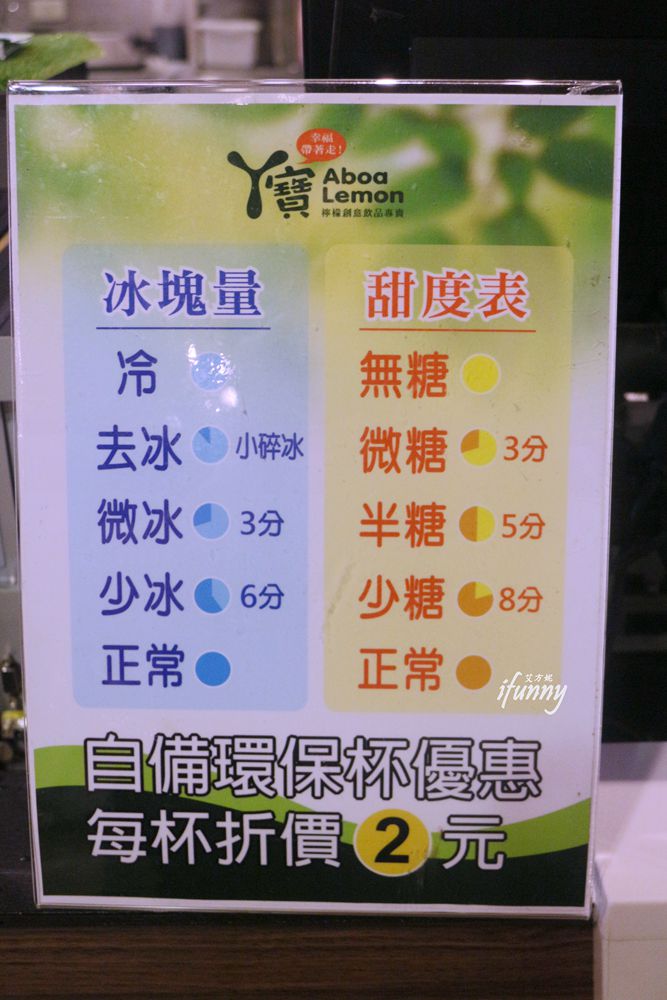 幸福
帶著走!
丫寶
Aboa
Lemon
檸檬創意飲品專賣
冰塊量
冷
去冰 小碎冰
微冰 3分
少冰 6分
正常
甜度表
無糖
微糖 3分
半糖 5分
少糖 8分
正常
艾方妮
ifunny
自備環保杯優惠
每杯折價2元